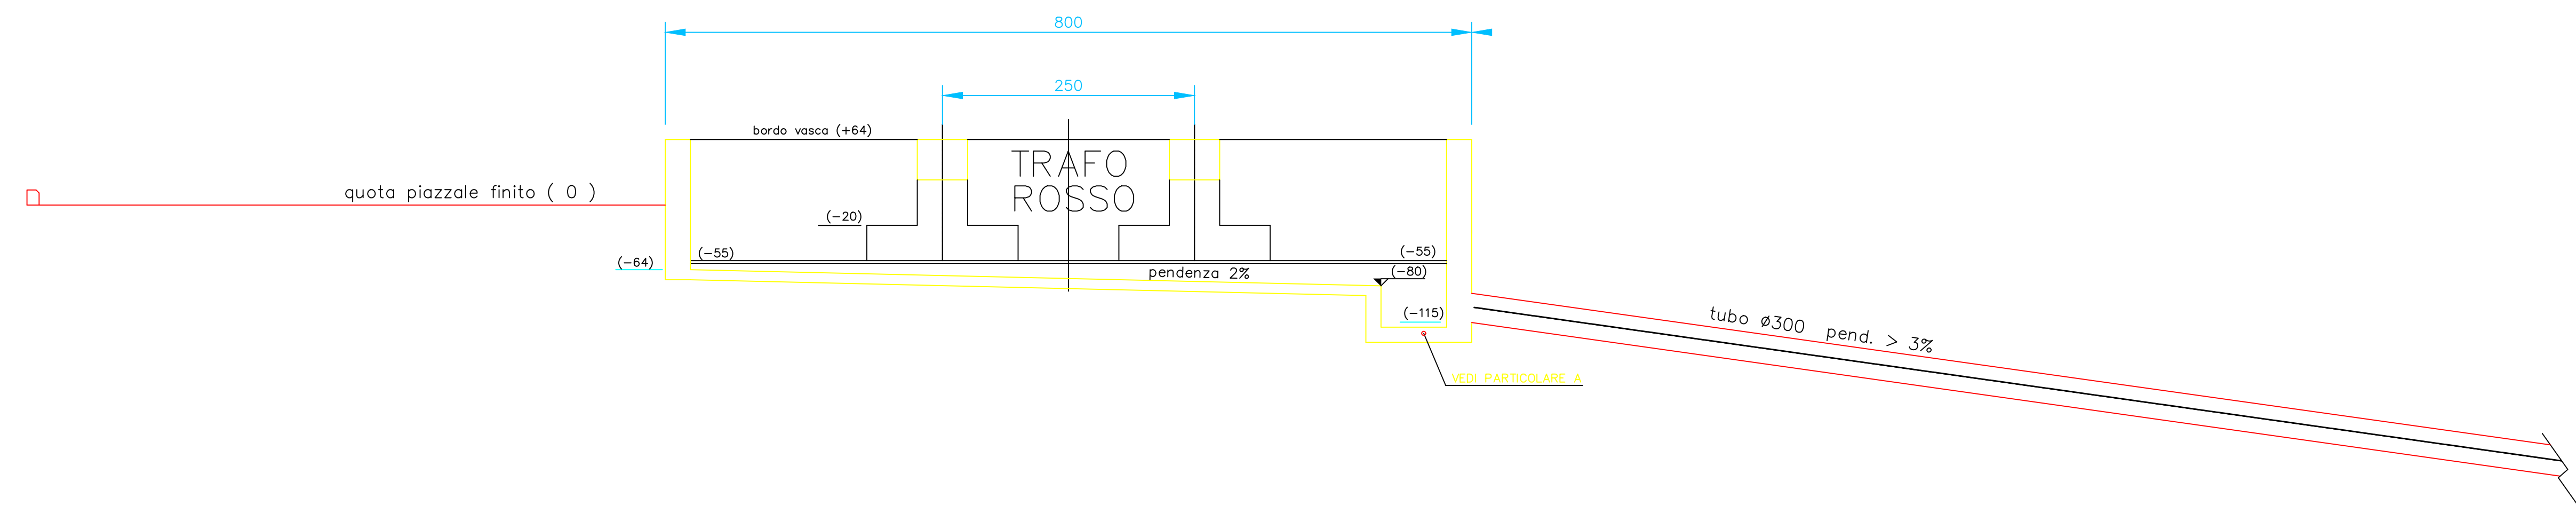 800
250
bordo vasca (+64)
TRAFO
ROSSO
quota piazzale finito ( 0 )
(-20)
(-55)
(-55)
(-64)
pendenza 2%
(-80)
(-115)
tubo ø300 pend. > 3%
VEDI PARTICOLARE A